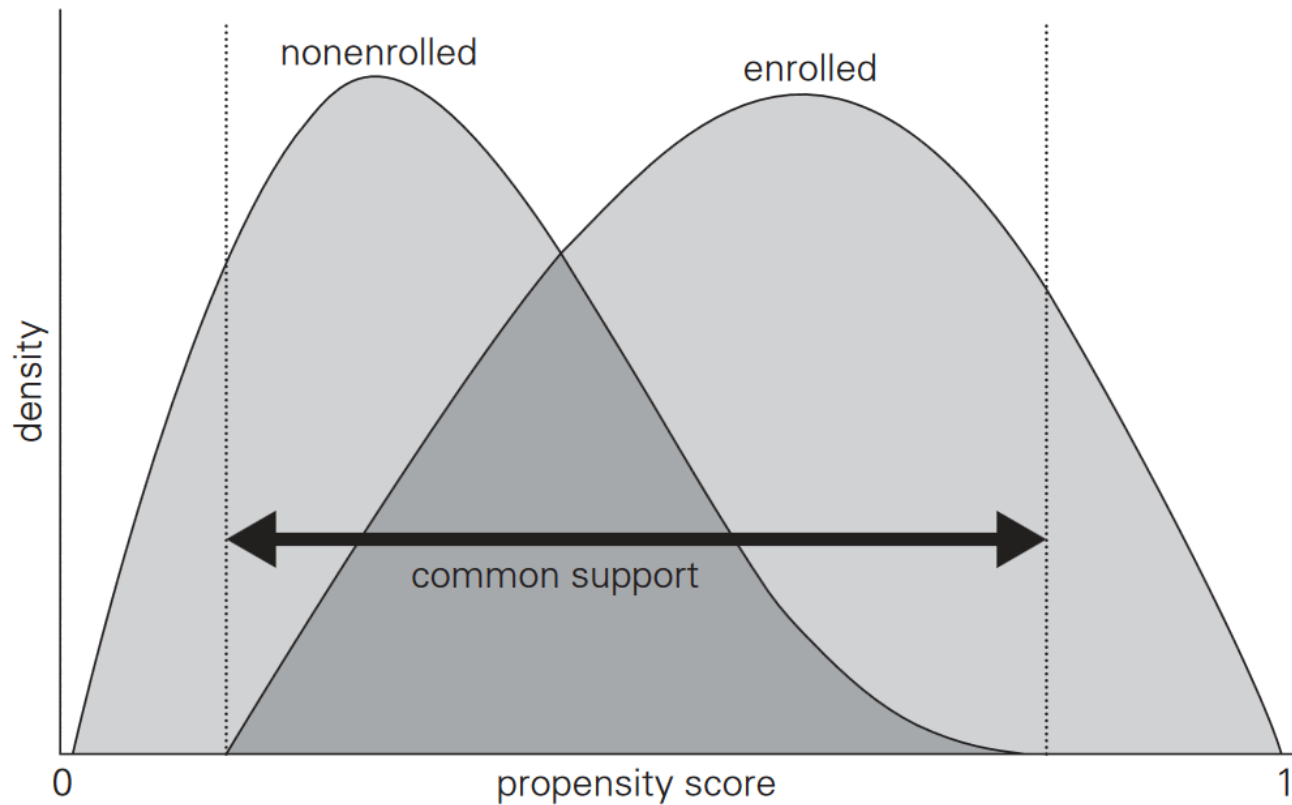 nonenrolled
enrolled
density
common support
0
propensity score
1